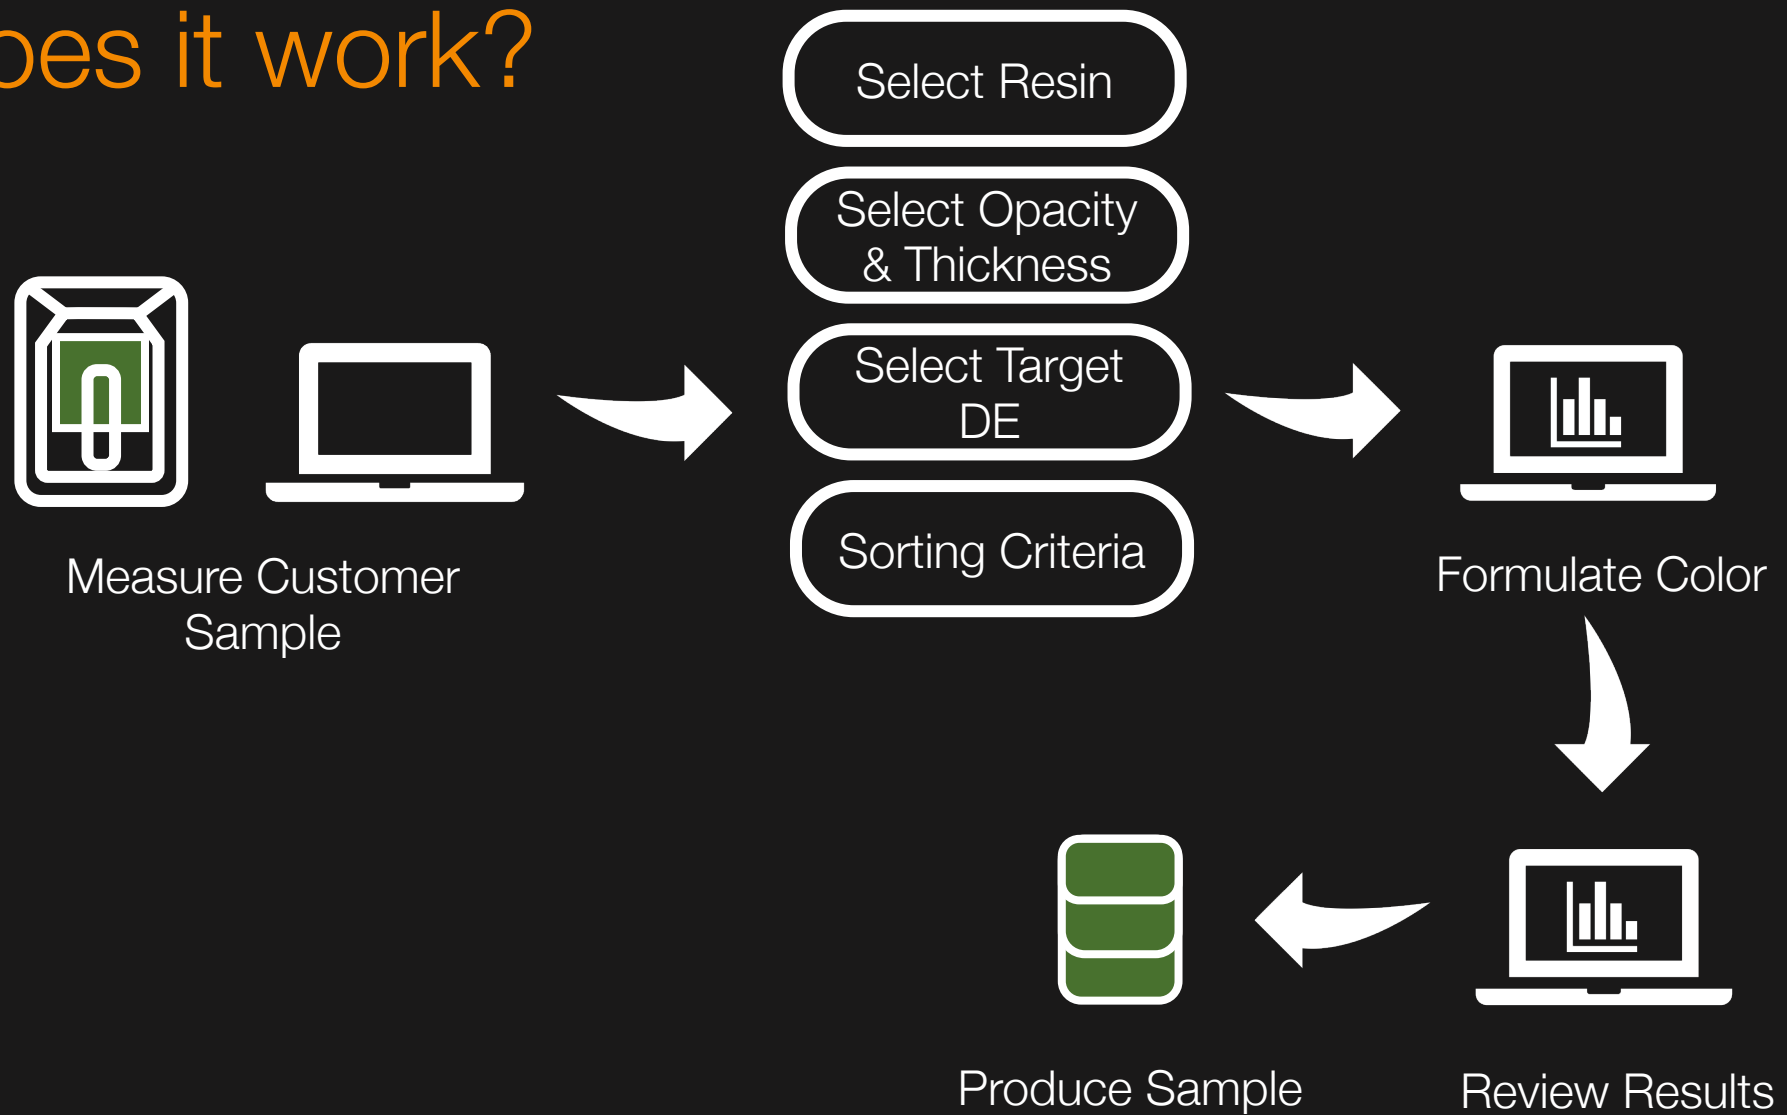 oes it work?
Select Resin
Select Opacity
& Thickness
Select Target
DE
Sorting Criteria
Measure Customer
Sample
Formulate Color
Produce Sample
Review Results